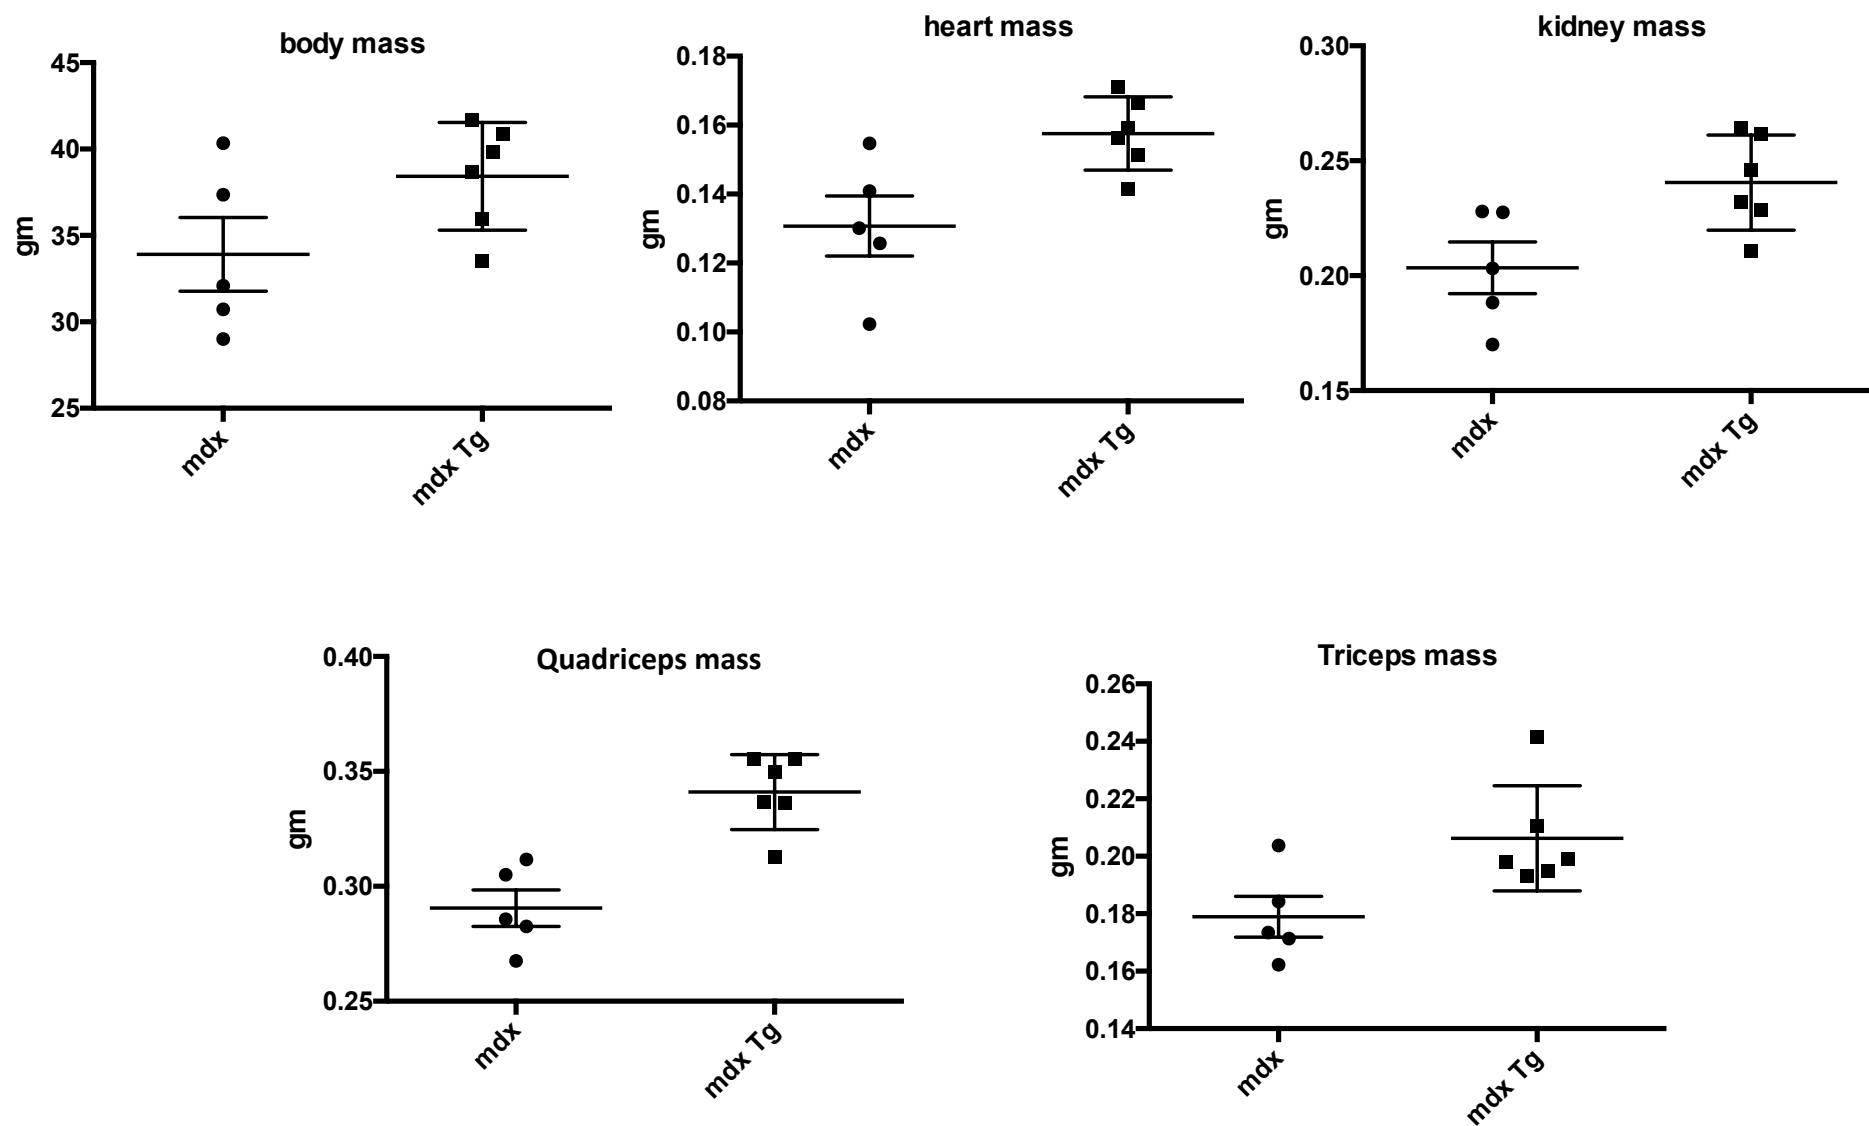 body mass
45
40
35
30
25
gm
mdx
mdx Tg
heart mass
0.18
0.16
0.14
0.12
0.10
0.08
gm
mdx
mdx Tg
kidney mass
0.30
0.25
0.20
0.15
gm
mdx
mdx Tg
Quadriceps mass
0.40
0.35
0.30
0.25
gm
mdx
mdx Tg
Triceps mass
0.26
0.24
0.22
0.20
0.18
0.16
0.14
gm
mdx
mdx Tg